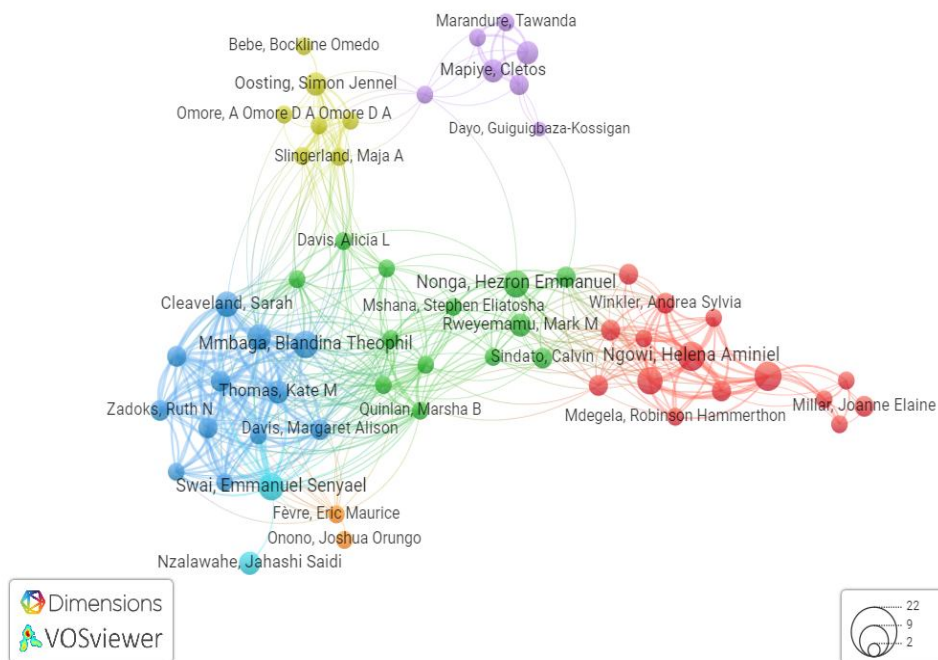 Marandure, Tawanda
Bebe, Bockline Omedo
Mapiye, Cletos
Oosting, Simon Jennel
Omore, A Omore D A Omore D A
Dayo, Guiguigbaza-Kossigan
Slingerland, Maja A
Davis, Alicia L
Nonga, Hezron Emmanuel
Cleaveland, Sarah
Mshana, Stephen Eliatosha
Winkler, Andrea Sylvia
Rweyemamu, Mark M
Mmbaga, Blandina Theophil
Sindato, Calvin
Ngowi, Helena Aminiel
Thomas, Kate M
Zadoks, Ruth N
Quinlan, Marsha B
Millar, Joanne Elaine
Mdegela, Robinson Hammerthon
Davis, Margaret Alison
Swai, Emmanuel Senyael
Fèvre, Eric Maurice
Onono, Joshua Orungo
Nzalawahe, Jahashi Saidi
Dimensions
VOSviewer
22
9
2